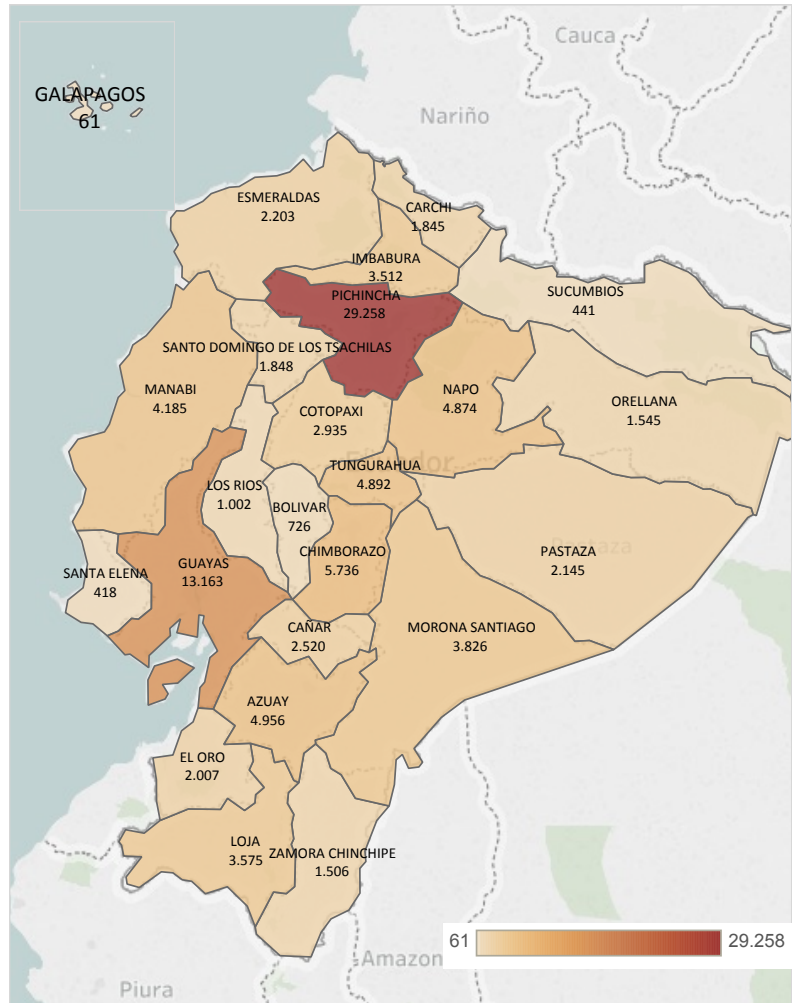 Cauca
Nariño
GALAPAGOS
61
ESMERALDAS
2.203
CARCHI
1.845
IMBABURA
3.512
SUCUMBIOS
441
PICHINCHA
29.258
SANTO DOMINGO DE LOS TSACHILAS
1.848
MANABI
4.185
COTOPAXI
2.935
NAPO
4.874
ORELLANA
1.545
Ecuador
TUNGURAHUA
4.892
LOS RIOS
1.002
BOLIVAR
726
CHIMBORAZO
5.736
Pastaza
PASTAZA
2.145
SANTA ELENA
418
GUAYAS
13.163
CAÑAR
2.520
MORONA SANTIAGO
3.826
AZUAY
4.956
EL ORO
2.007
LOJA
3.575
ZAMORA CHINCHIPE
1.506
61
29.258
Amazon
Piura